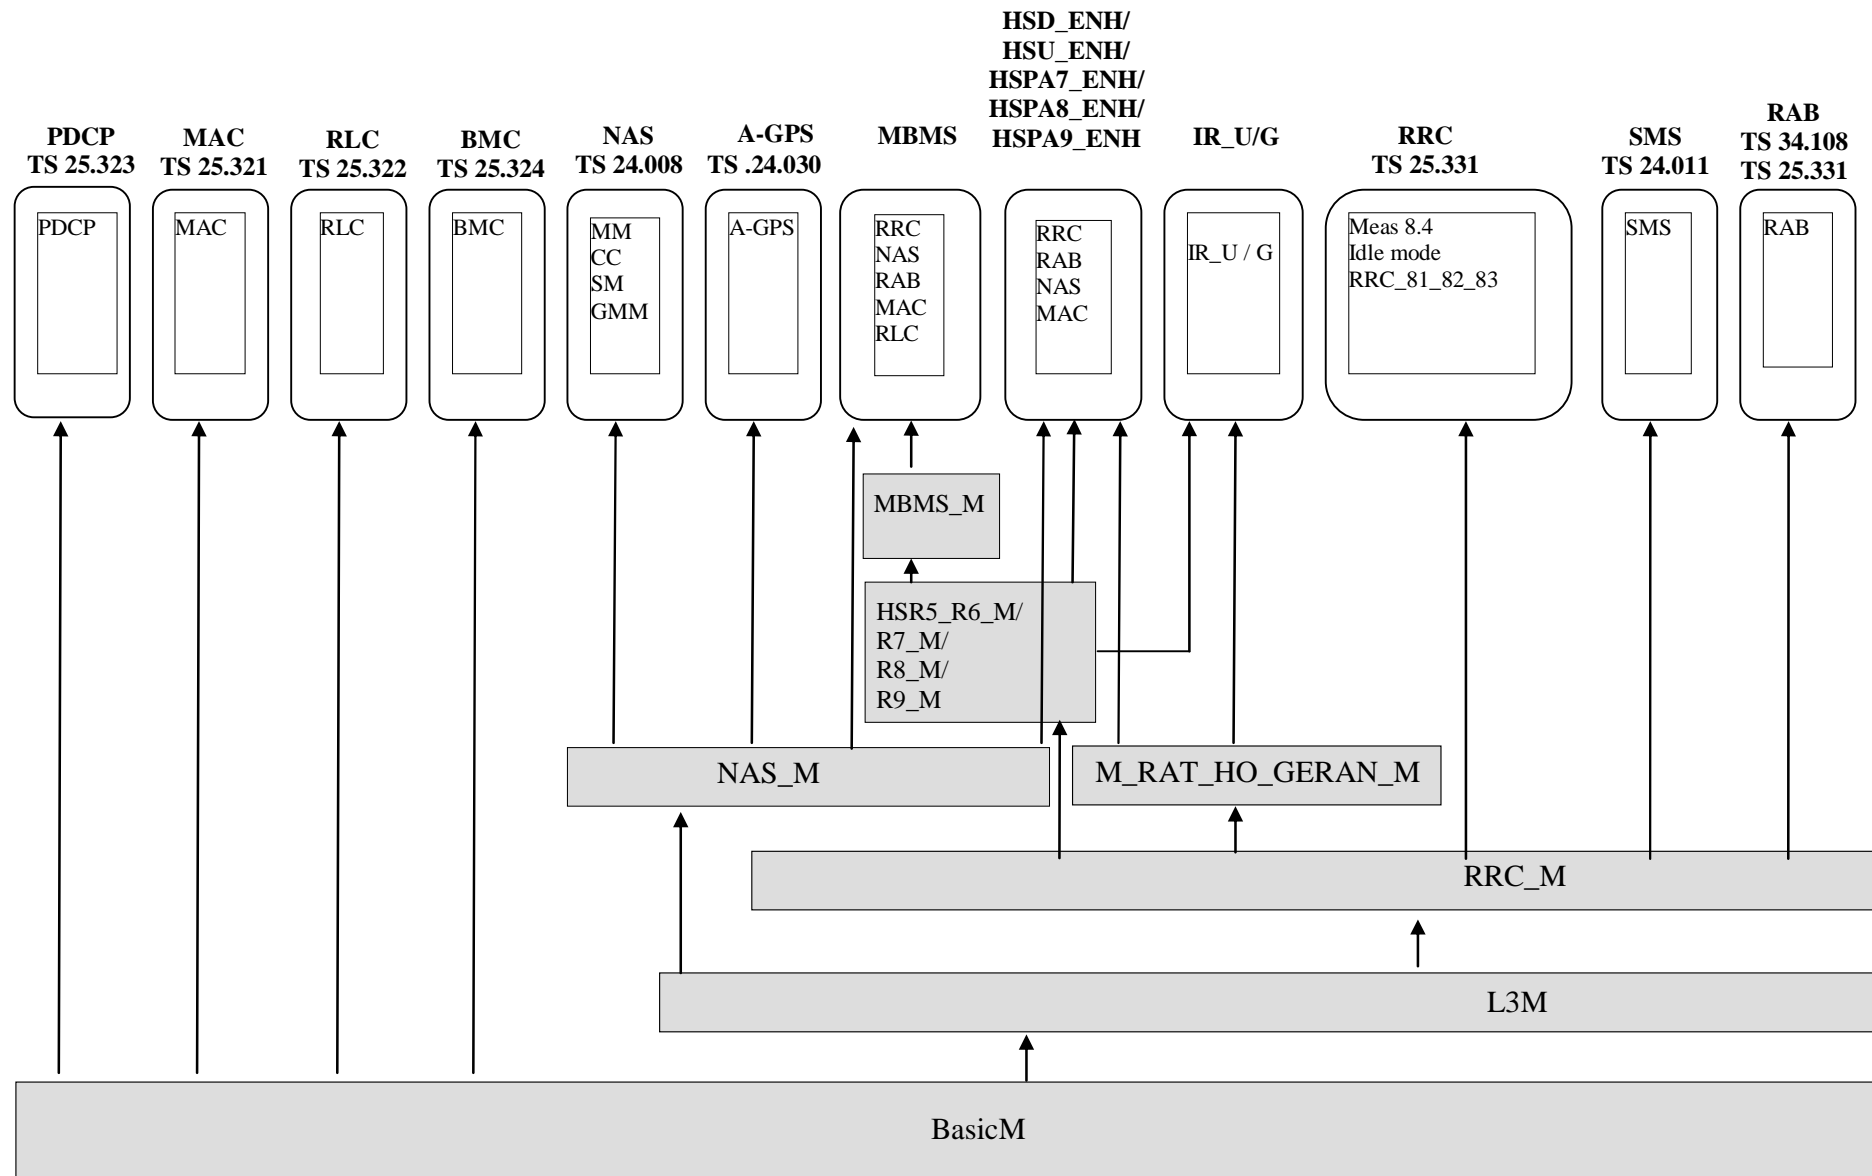 HSD_ENH/
HSU_ENH/
HSPA7_ENH/
HSPA8_ENH/
HSPA9_ENH
PDCP
TS 25.323
MAC
TS 25.321
RLC
TS 25.322
BMC
TS 25.324
NAS
TS 24.008
A-GPS
TS .24.030
MBMS
IR_U/G
RRC
TS 25.331
SMS
TS 24.011
RAB
TS 34.108
TS 25.331
PDCP
MAC
RLC
BMC
MM
CC
SM
GMM
A-GPS
RRC
NAS
RAB
MAC
RLC
RRC
RAB
NAS
MAC
IR_U / G
Meas 8.4
Idle mode
RRC_81_82_83
SMS
RAB
MBMS_M
HSR5_R6_M/
R7_M/
R8_M/
R9_M
NAS_M
M_RAT_HO_GERAN_M
RRC_M
L3M
BasicM